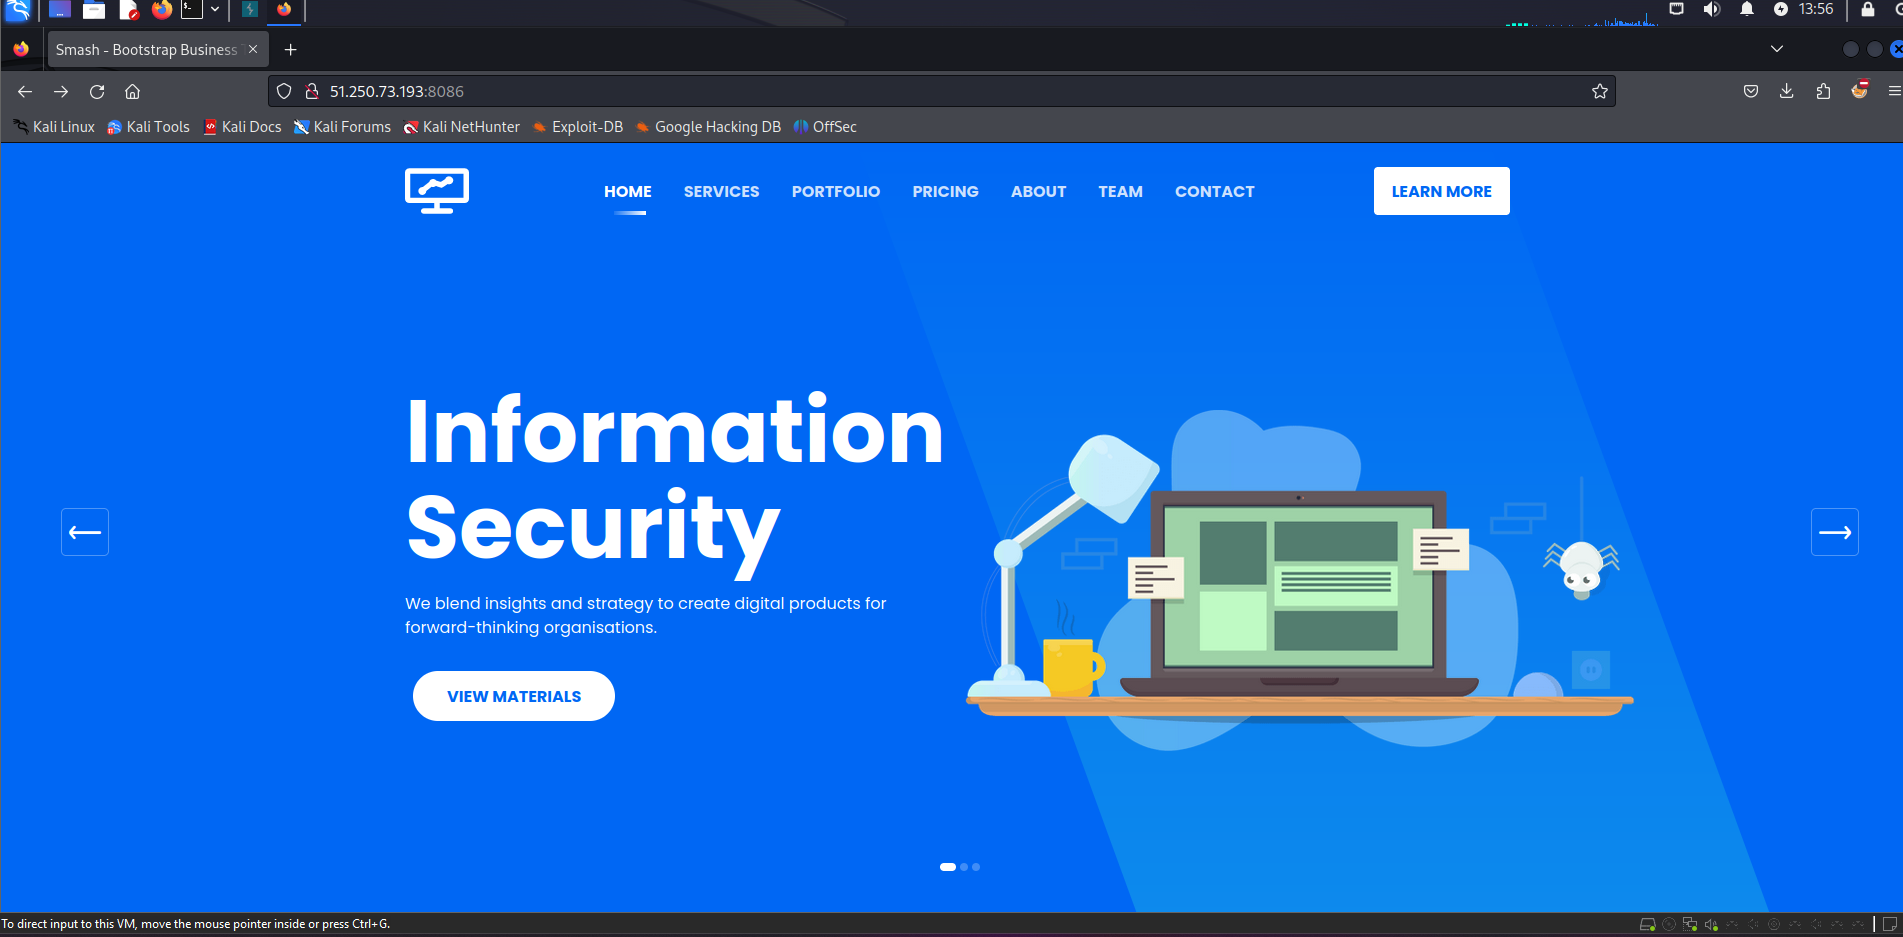 13:56
Smash - Bootstrap Business
51.250.73.193:8086
Kali Linux Kali Tools Kali Docs Kali Forums Kali NetHunter Exploit-DB Google Hacking DB OffSec
HOME SERVICES PORTFOLIO PRICING ABOUT TEAM CONTACT LEARN MORE
Information
Security
We blend insights and strategy to create digital products for
forward-thinking organisations.
VIEW MATERIALS
To direct input to this VM, move the mouse pointer inside or press Ctrl+G.